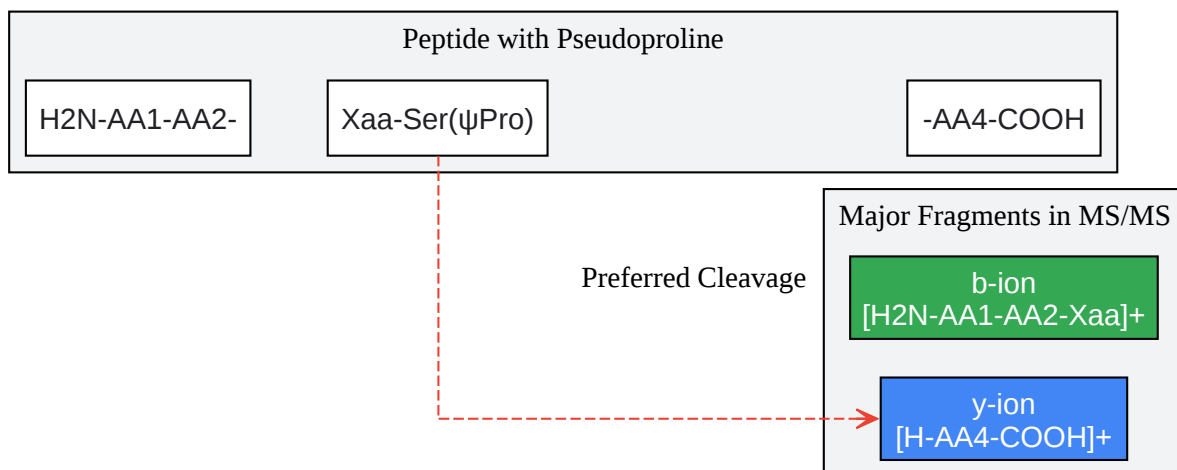 Peptide with Pseudoproline
H2N-AA1-AA2-
Xaa-Ser(ψPro)
-AA4-COOH
Major Fragments in MS/MS
Preferred Cleavage
b-ion
[H2N-AA1-AA2-Xaa]+
y-ion
[H-AA4-COOH]+